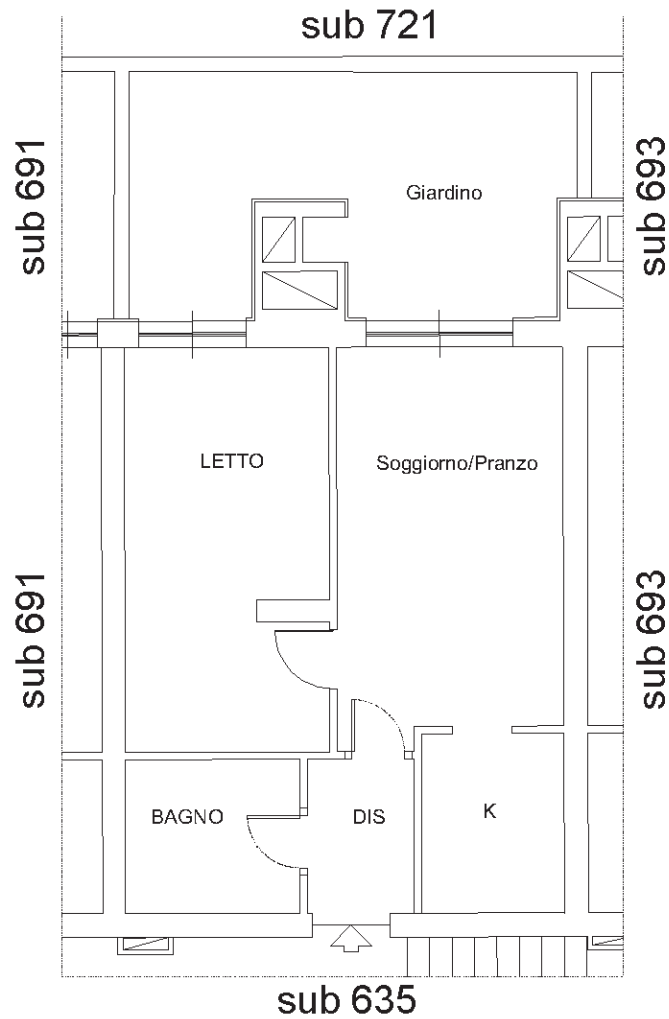 sub 721
sub 691
Giardino
sub 693
LETTO
Soggiorno/Pranzo
sub 691
sub 693
BAGNO
DIS
K
sub 635